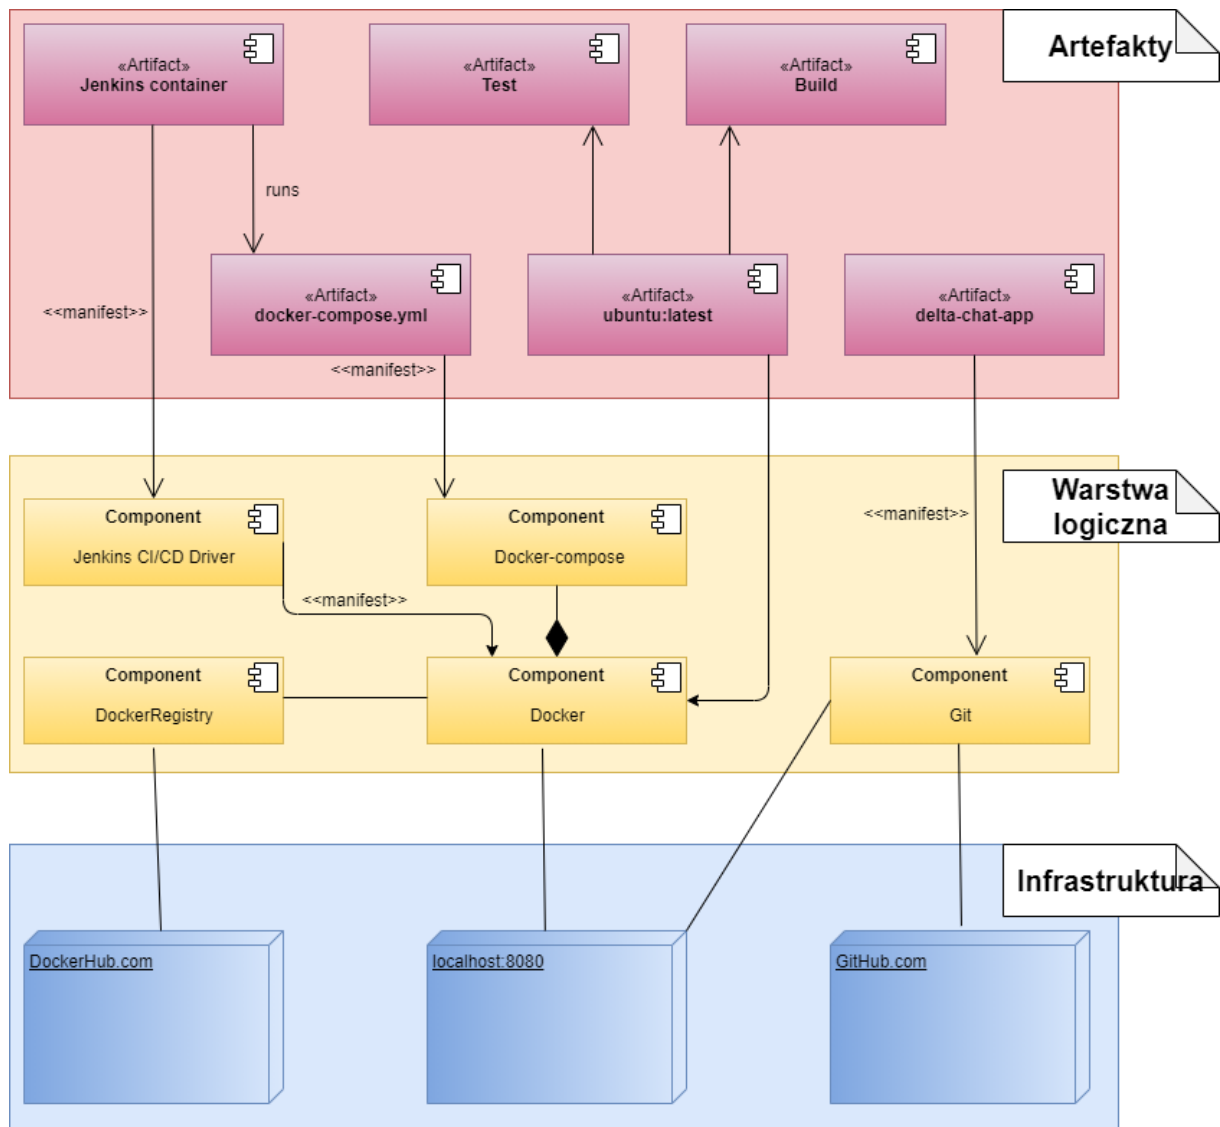 Artefakty
«Artifact»
Jenkins container
«Artifact»
Test
«Artifact»
Build
runs
<<manifest>>
«Artifact»
docker-compose.yml
«Artifact»
ubuntu:latest
«Artifact»
delta-chat-app
<<manifest>>
Warstwa
logiczna
<<manifest>>
Component
Jenkins CI/CD Driver
Component
Docker-compose
<<manifest>>
Component
DockerRegistry
Component
Docker
Component
Git
Infrastruktura
DockerHub.com
localhost:8080
GitHub.com